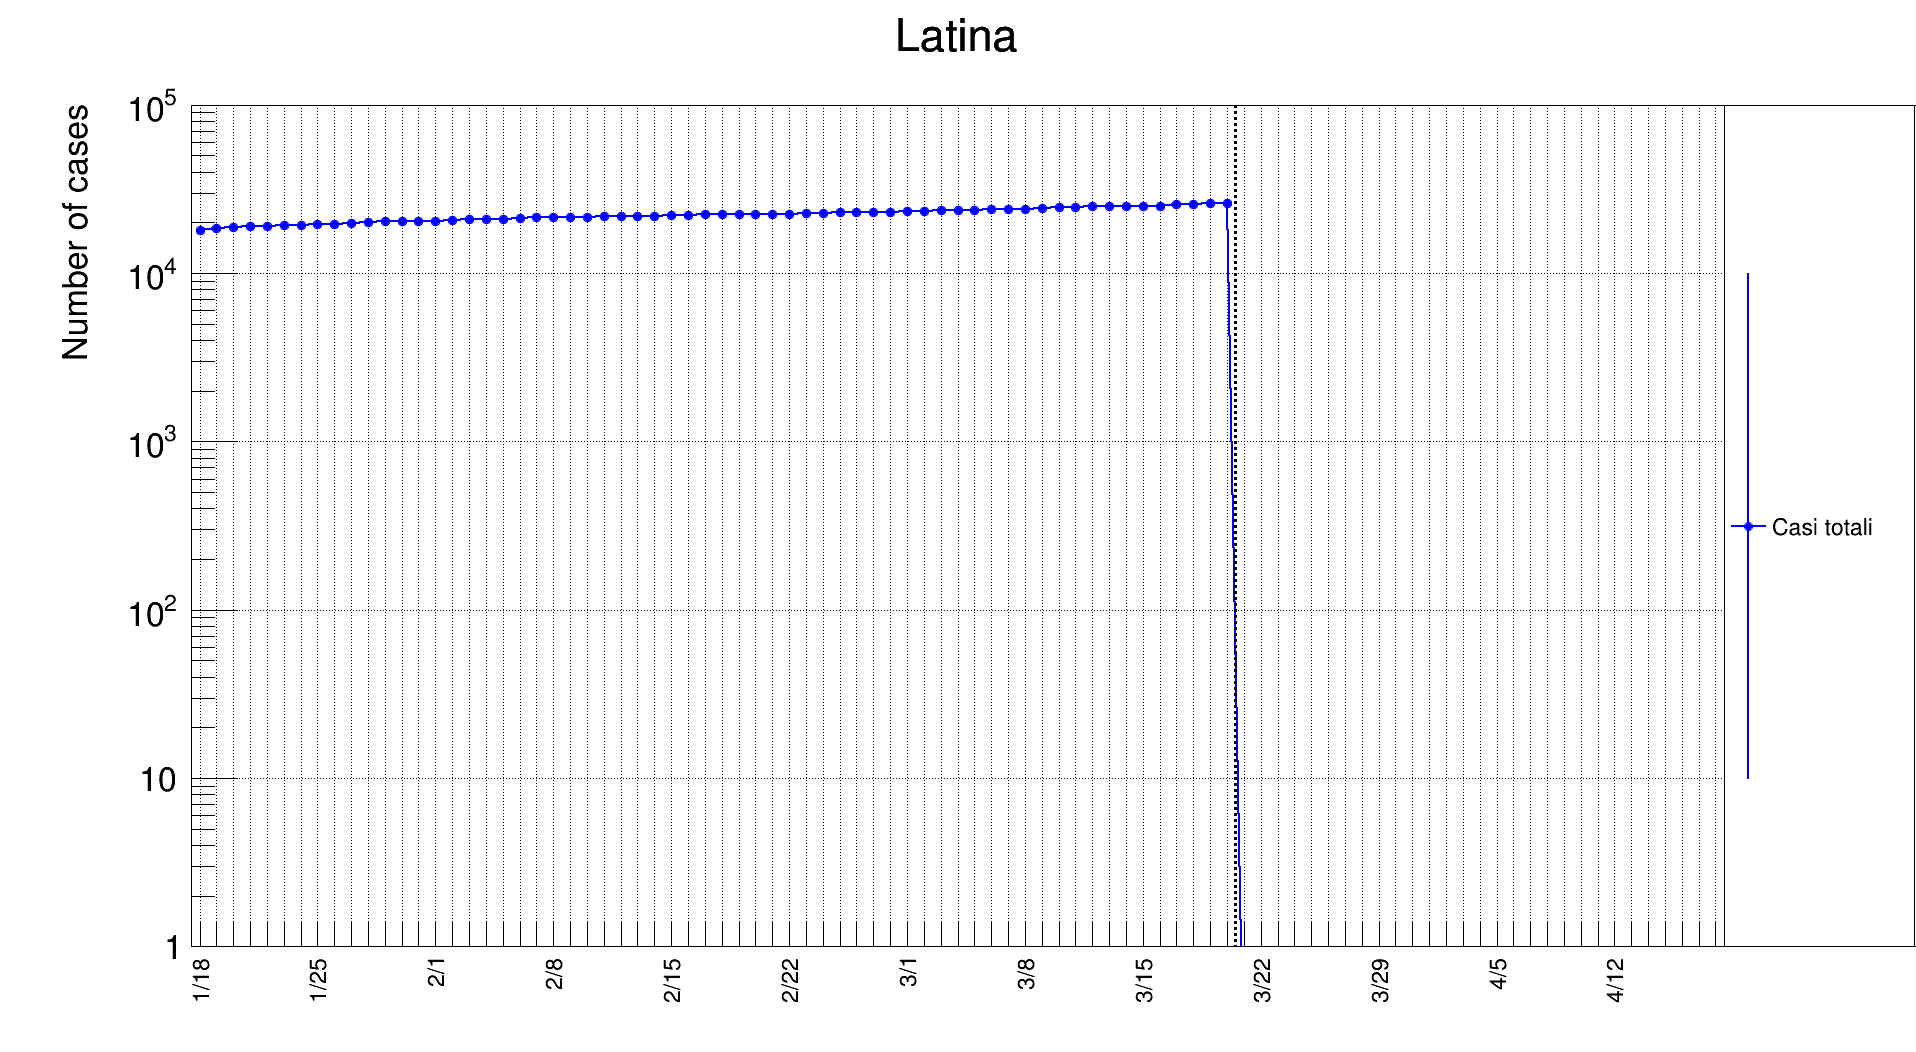 Latina
Number of cases
10^5
10^4
10^3
10^2
10
1
1/18 1/25 2/1 2/8 2/15 2/22 3/1 3/8 3/15 3/22 3/29 4/5 4/12
Casi totali